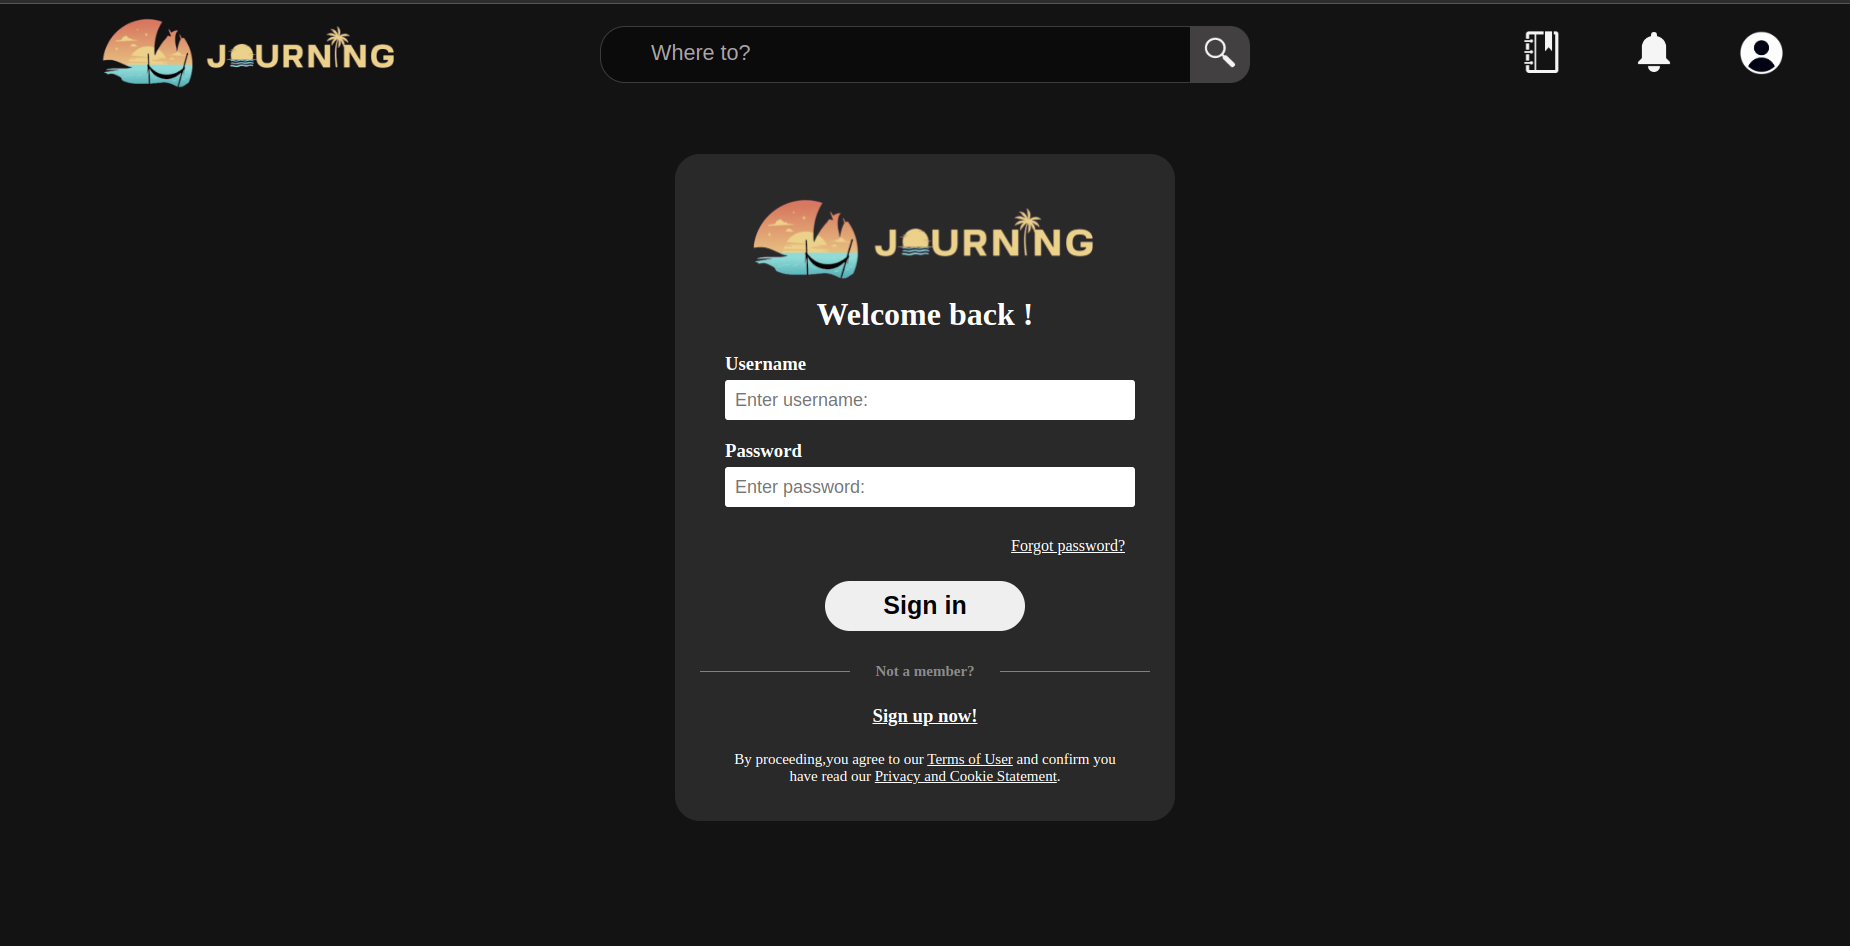 JOURNING
Where to?
JOURNING
Welcome back !
Username
Enter username:
Password
Enter password:
Forgot password?
Sign in
Not a member?
Sign up now!
By proceeding,you agree to our Terms of User and confirm you
have read our Privacy and Cookie Statement.